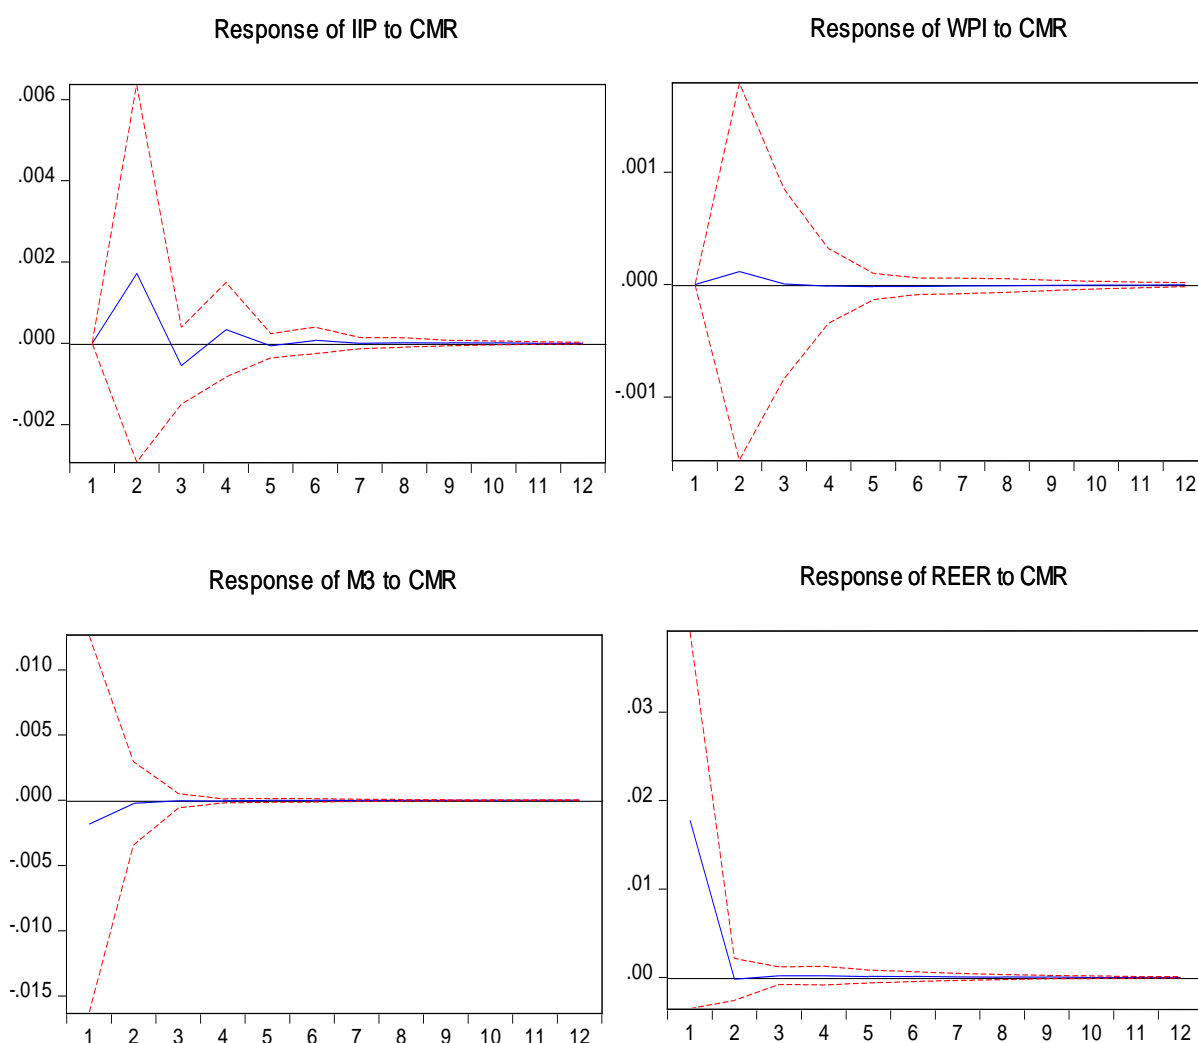 Response of IIP to CMR
.006
.004
.002
.000
-.002
1 2 3 4 5 6 7 8 9 10 11 12
Response of WPI to CMR
.001
.000
-.001
1 2 3 4 5 6 7 8 9 10 11 12
Response of M3 to CMR
.010
.005
.000
-.005
-.010
-.015
1 2 3 4 5 6 7 8 9 10 11 12
Response of REER to CMR
.03
.02
.01
.00
1 2 3 4 5 6 7 8 9 10 11 12